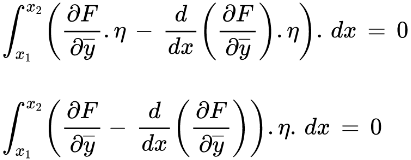 ∫_{x₁}^{x₂} ( ∂F/∂y̅ . η − d/dx ( ∂F/∂y̅ ) . η ) . dx = 0
∫_{x₁}^{x₂} ( ∂F/∂y̅ − d/dx ( ∂F/∂y̅ ) ) . η . dx = 0